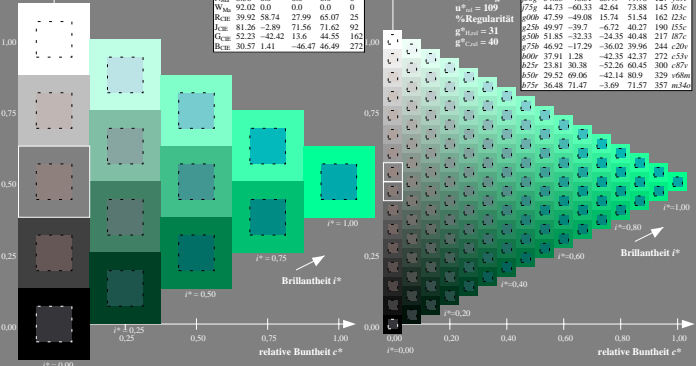 W_Ma 92.02 0.0 0.0 0.0 0
R_CIE 39.92 58.74 27.99 65.07 25
J_CIE 81.26 −2.89 71.56 71.62 92
G_CIE 52.23 −42.42 13.6 44.55 162
B_CIE 30.57 1.41 −46.47 46.49 272
1,00
0,75
0,50
0,25
0,00
0,25
0,50
0,75
1,00
i* = 1,00
i* = 0,75
i* = 0,50
i* = 0,25
i* = 0,00
Brillantheit i*
relative Buntheit c*
u*_rel = 109
%Regularität
g*_H,rel = 31
g*_C,rel = 40
j75g 44.73 −60.33 42.64 73.88 145 l03c
g00b 47.59 −48.08 15.74 51.54 162 l23c
g25b 49.97 −39.7 −6.72 40.27 190 l55c
g50b 51.85 −32.33 −24.35 40.48 217 l87c
g75b 46.92 −17.29 −36.02 39.96 244 c20v
b00r 37.91 1.28 −42.35 42.37 272 c53v
b25r 23.81 30.38 −52.26 60.45 300 c87v
b50r 29.52 69.06 −42.14 80.9 329 v68m
b75r 36.48 71.47 −3.69 71.57 357 m34o
1,00
0,75
0,50
0,25
0,00
0,00
0,20
0,40
0,60
0,80
1,00
i*=1,00
i*=0,80
i*=0,60
i*=0,40
i*=0,20
i*=0,00
Brillantheit i*
relative Buntheit c*